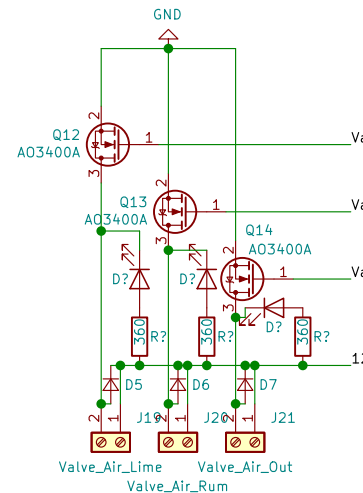 GND
2
Q12
AO3400A
1
Va
3
2
Q13
AO3400A
1
Va
3
2
Q14
AO3400A
1
Va
3
D?
D?
D?
360
R?
360
R?
360
R?
12
D5
D6
D7
2
1
J19
2
1
J20
2
1
J21
Valve_Air_Lime
Valve_Air_Out
Valve_Air_Rum